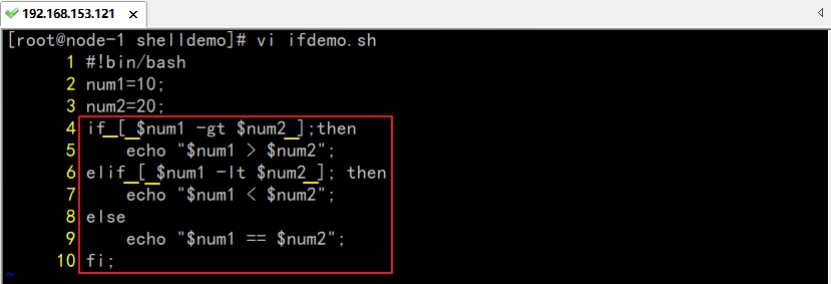 192.168.153.121 ×
[root@node-1 shelldemo]# vi ifdemo.sh
1 #!bin/bash
2 num1=10;
3 num2=20;
4 if [ $num1 -gt $num2 ];then
5     echo "$num1 > $num2";
6 elif [ $num1 -lt $num2 ]; then
7     echo "$num1 < $num2";
8 else
9     echo "$num1 == $num2";
10 fi;
~